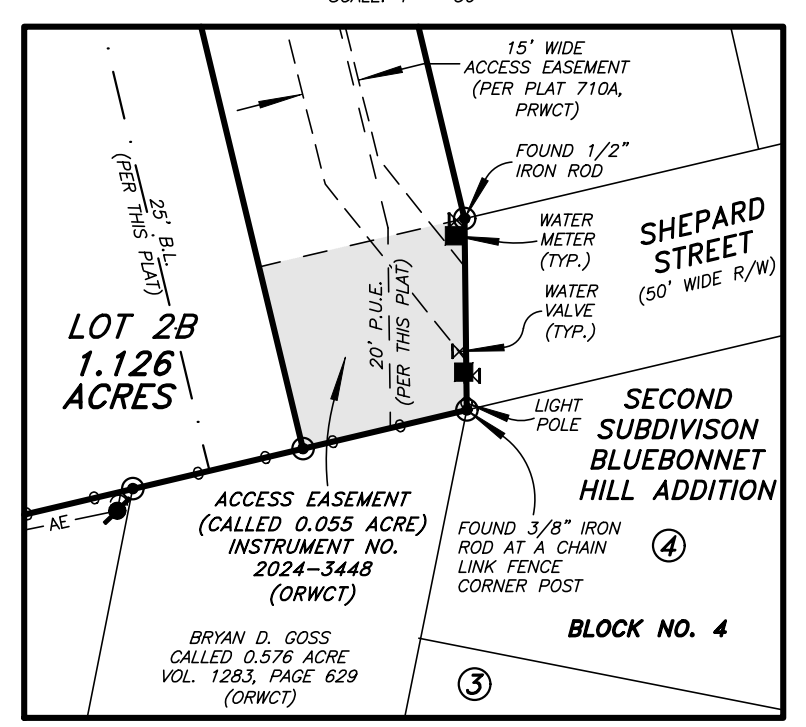 15' WIDE
ACCESS EASEMENT
(PER PLAT 710A,
PRWCT)
FOUND 1/2"
IRON ROD
25' B.L.
(PER THIS PLAT)
WATER
METER
(TYP.)
SHEPARD
STREET
(50' WIDE R/W)
WATER
VALVE
(TYP.)
20' P.U.E.
(PER THIS PLAT)
LOT 2B
1.126
ACRES
LIGHT
POLE
SECOND
SUBDIVISON
BLUEBONNET
HILL ADDITION
ACCESS EASEMENT
(CALLED 0.055 ACRE)
INSTRUMENT NO.
2024-3448
(ORWCT)
AE
FOUND 3/8" IRON
ROD AT A CHAIN
LINK FENCE
CORNER POST
4
BLOCK NO. 4
BRYAN D. GOSS
CALLED 0.576 ACRE
VOL. 1283, PAGE 629
(ORWCT)
3